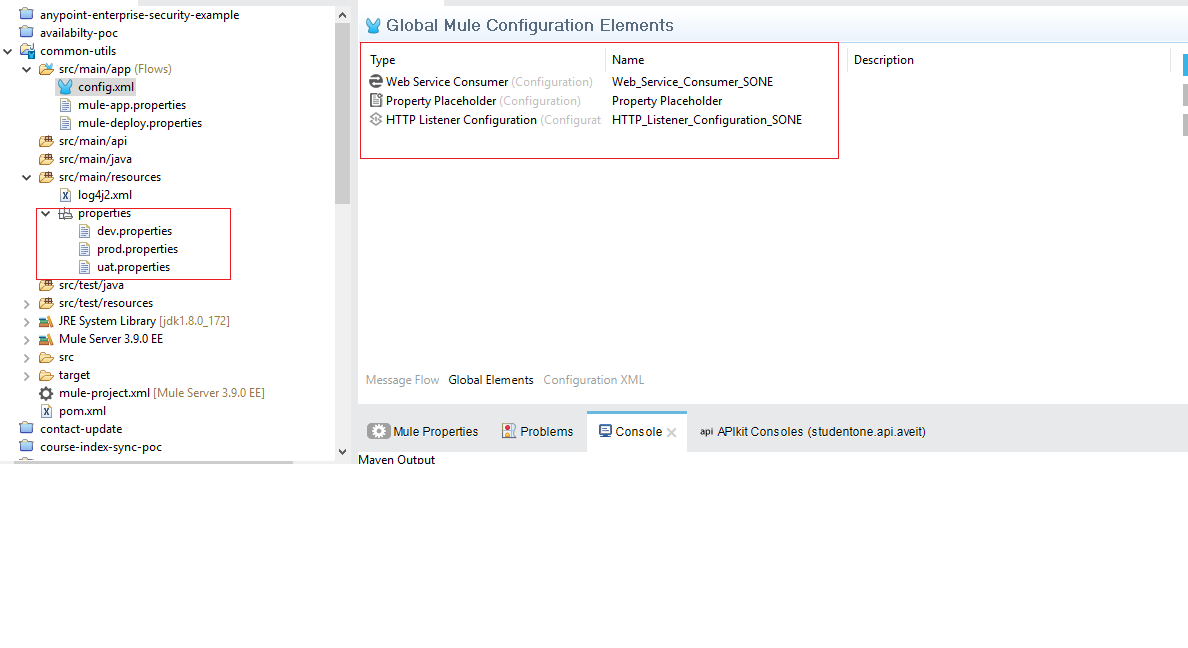 anypoint-enterprise-security-example
availabilty-poc
common-utils
src/main/app (Flows)
config.xml
mule-app.properties
mule-deploy.properties
src/main/api
src/main/java
src/main/resources
log4j2.xml
properties
dev.properties
prod.properties
uat.properties
src/test/java
src/test/resources
JRE System Library [jdk1.8.0_172]
Mule Server 3.9.0 EE
src
target
mule-project.xml [Mule Server 3.9.0 EE]
pom.xml
contact-update
course-index-sync-poc
Global Mule Configuration Elements
Type Name Description
Web Service Consumer (Configuration) Web_Service_Consumer_SONE
Property Placeholder (Configuration) Property Placeholder
HTTP Listener Configuration (Configurat HTTP_Listener_Configuration_SONE
Message Flow Global Elements Configuration XML
Mule Properties Problems Console api APIkit Consoles (studentone.api.aveit)
Maven Output